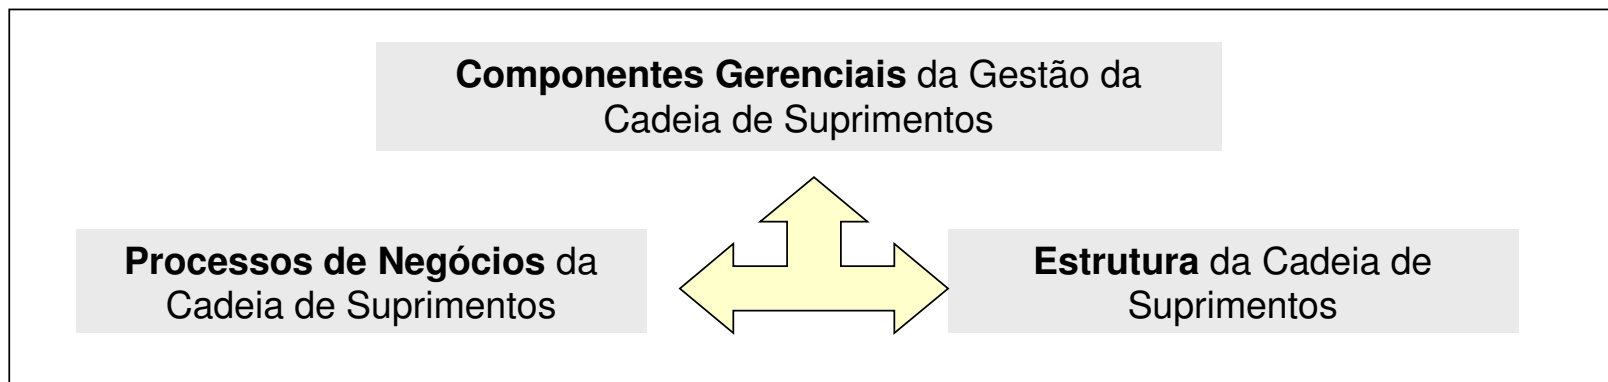 Componentes Gerenciais da Gestão da
Cadeia de Suprimentos
Processos de Negócios da
Cadeia de Suprimentos
Estrutura da Cadeia de
Suprimentos